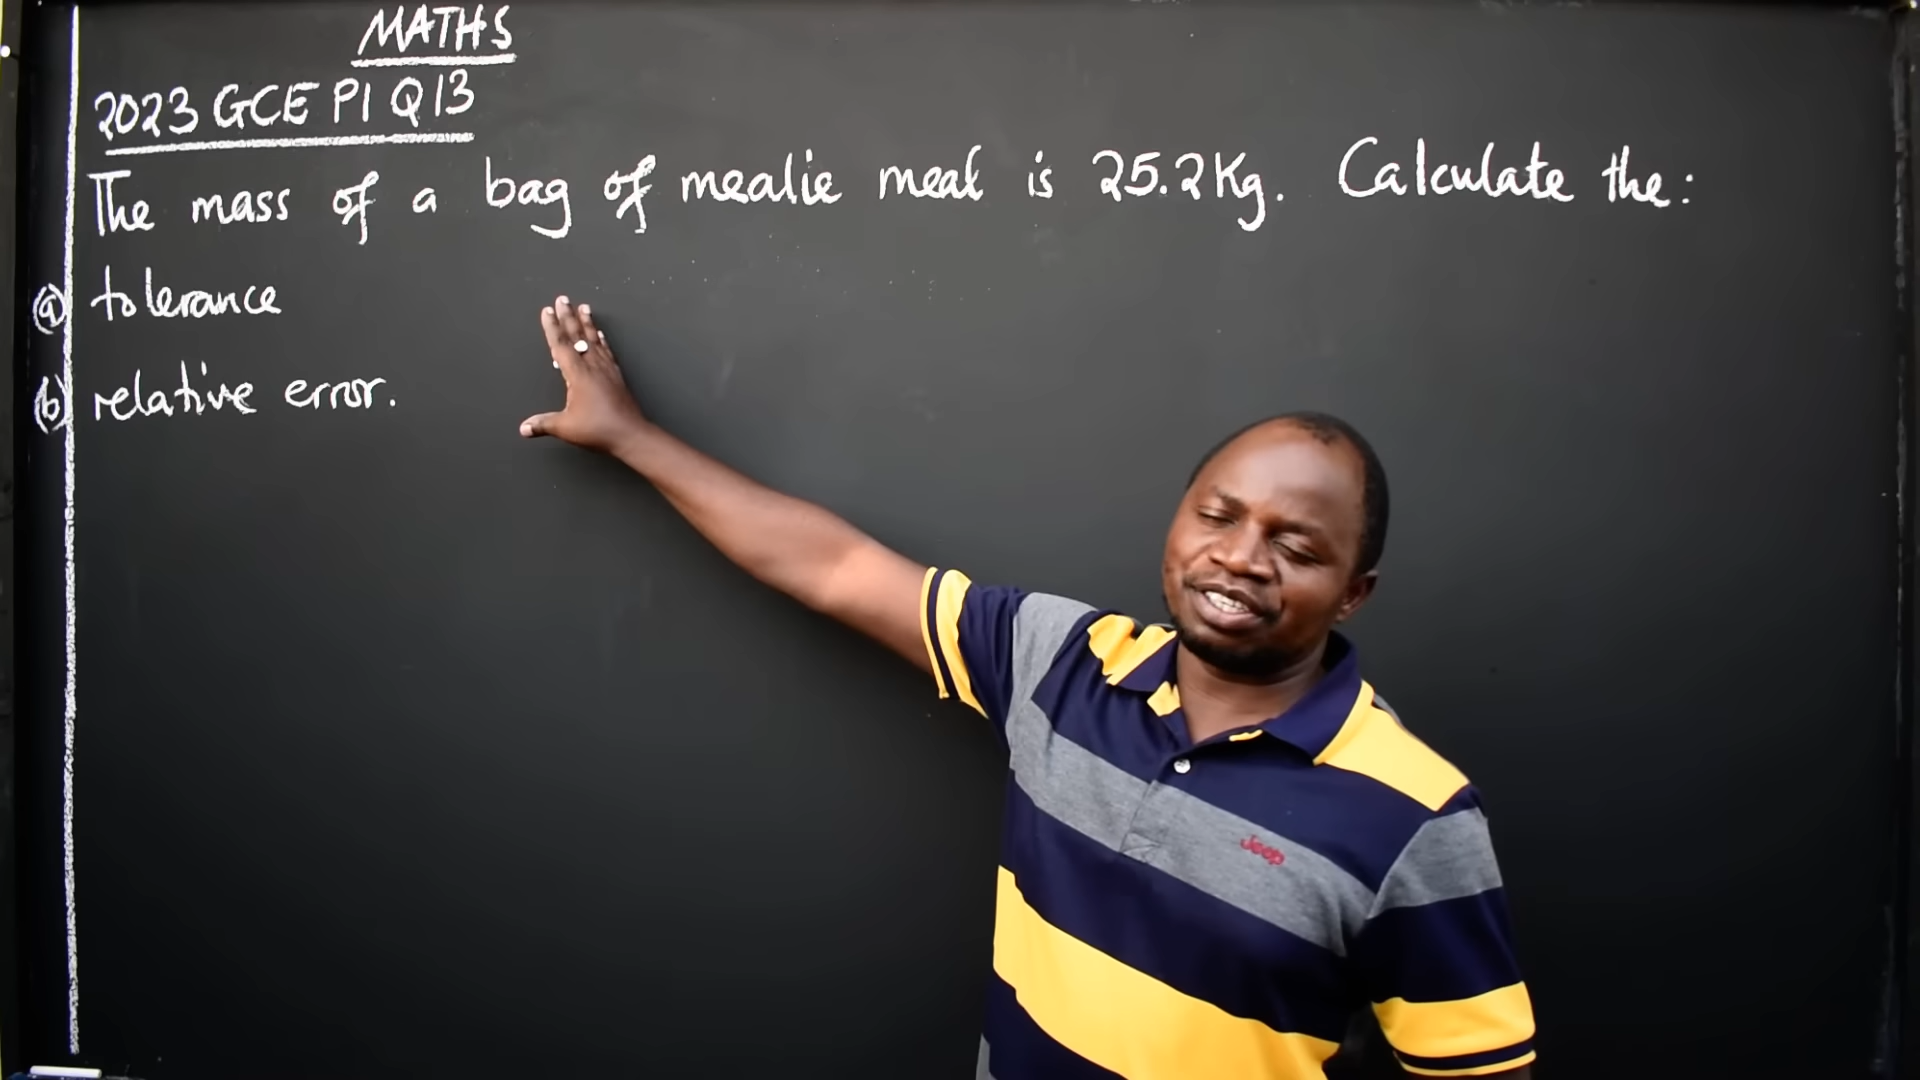 MATHS
2023 GCE P1 Q13
The mass of a bag of mealie meal is 25.2Kg. Calculate the:
(a) tolerance
(b) relative error.
Jeep